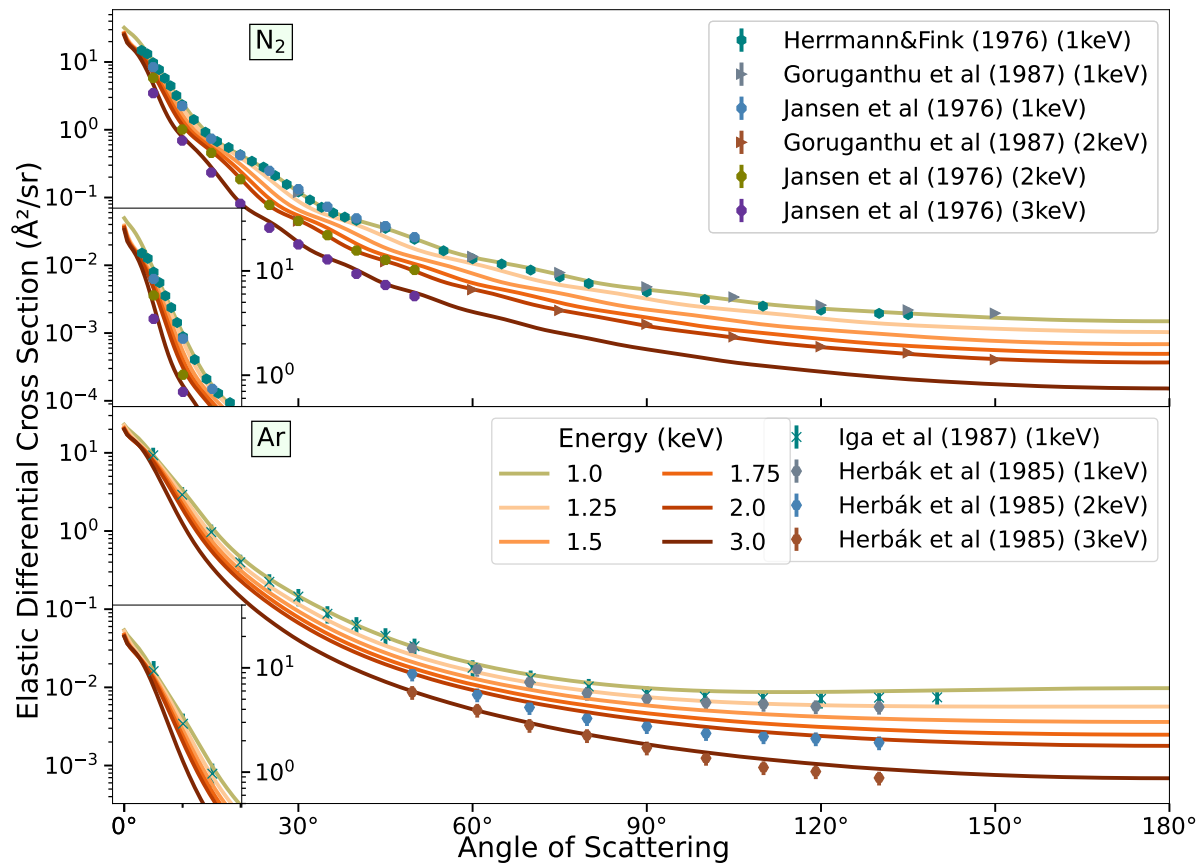 Elastic Differential Cross Section (Å²/sr)
N₂
10¹
10⁰
10⁻¹
10⁻²
10⁻³
10⁻⁴
Herrmann&Fink (1976) (1keV)
Goruganthu et al (1987) (1keV)
Jansen et al (1976) (1keV)
Goruganthu et al (1987) (2keV)
Jansen et al (1976) (2keV)
Jansen et al (1976) (3keV)
10¹
10⁰
Ar
10¹
10⁰
10⁻¹
10⁻²
10⁻³
Energy (keV)
1.0
1.25
1.5
1.75
2.0
3.0
Iga et al (1987) (1keV)
Herbák et al (1985) (1keV)
Herbák et al (1985) (2keV)
Herbák et al (1985) (3keV)
10¹
10⁰
0° 30° 60° 90° 120° 150° 180°
Angle of Scattering